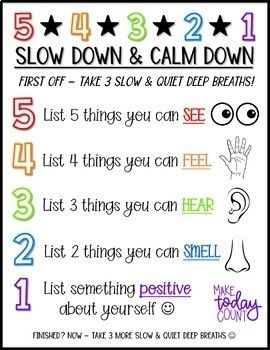 5 ★ 4 ★ 3 ★ 2 ★ 1
SLOW DOWN & CALM DOWN
FIRST OFF – TAKE 3 SLOW & QUIET DEEP BREATHS!
5 List 5 things you can SEE
4 List 4 things you can FEEL
3 List 3 things you can HEAR
2 List 2 things you can SMELL
1 List something positive
about yourself ☺
MAKE
today
COUNT!
FINISHED? NOW – TAKE 3 MORE SLOW & QUIET DEEP BREATHS ☺